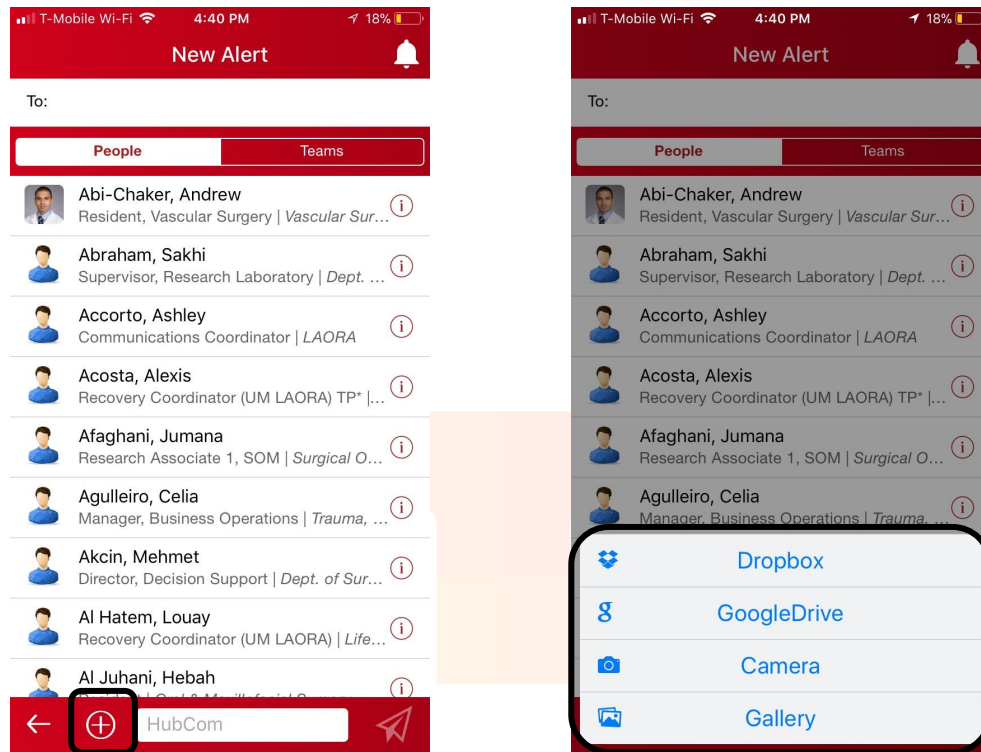 T-Mobile Wi-Fi 4:40 PM 18%
New Alert
To:
People Teams
Abi-Chaker, Andrew
Resident, Vascular Surgery | Vascular Sur...
Abraham, Sakhi
Supervisor, Research Laboratory | Dept. ...
Accorto, Ashley
Communications Coordinator | LAORA
Acosta, Alexis
Recovery Coordinator (UM LAORA) TP* |...
Afaghani, Jumana
Research Associate 1, SOM | Surgical O...
Agulleiro, Celia
Manager, Business Operations | Trauma, ...
Akcin, Mehmet
Director, Decision Support | Dept. of Sur...
Al Hatem, Louay
Recovery Coordinator (UM LAORA) | Life...
Al Juhani, Hebah
HubCom
T-Mobile Wi-Fi 4:40 PM 18%
New Alert
To:
People Teams
Abi-Chaker, Andrew
Resident, Vascular Surgery | Vascular Sur...
Abraham, Sakhi
Supervisor, Research Laboratory | Dept. ...
Accorto, Ashley
Communications Coordinator | LAORA
Acosta, Alexis
Recovery Coordinator (UM LAORA) TP* |...
Afaghani, Jumana
Research Associate 1, SOM | Surgical O...
Agulleiro, Celia
Manager, Business Operations | Trauma, ...
Dropbox
GoogleDrive
Camera
Gallery